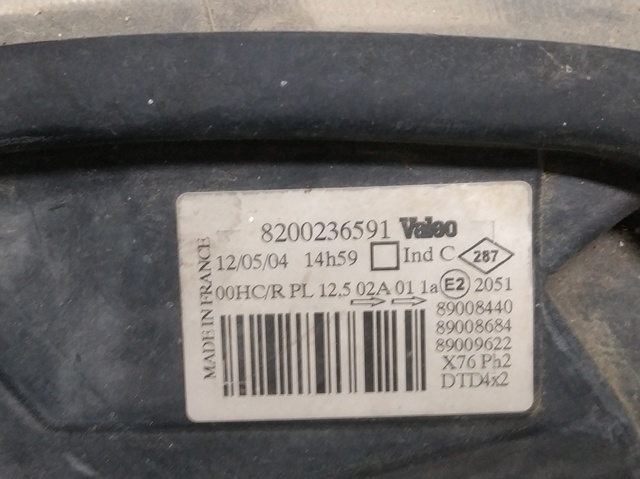 8200236591 Valeo
12/05/04 14h59 Ind C 287
00HC/R PL 12,5 02A 01 1a E2 2051
89008440
89008684
89009622
X76 Ph2
DTD4x2
MADE IN FRANCE